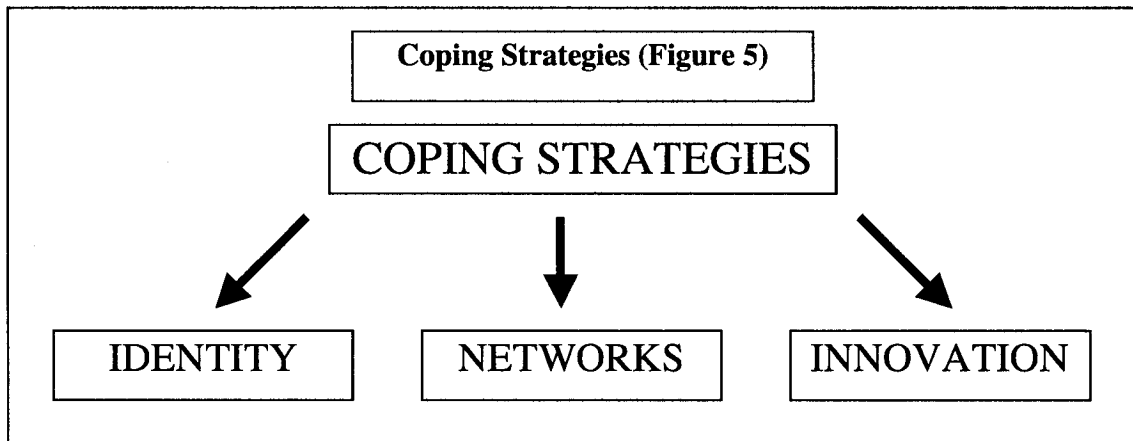 Coping Strategies (Figure 5)
COPING STRATEGIES
IDENTITY
NETWORKS
INNOVATION